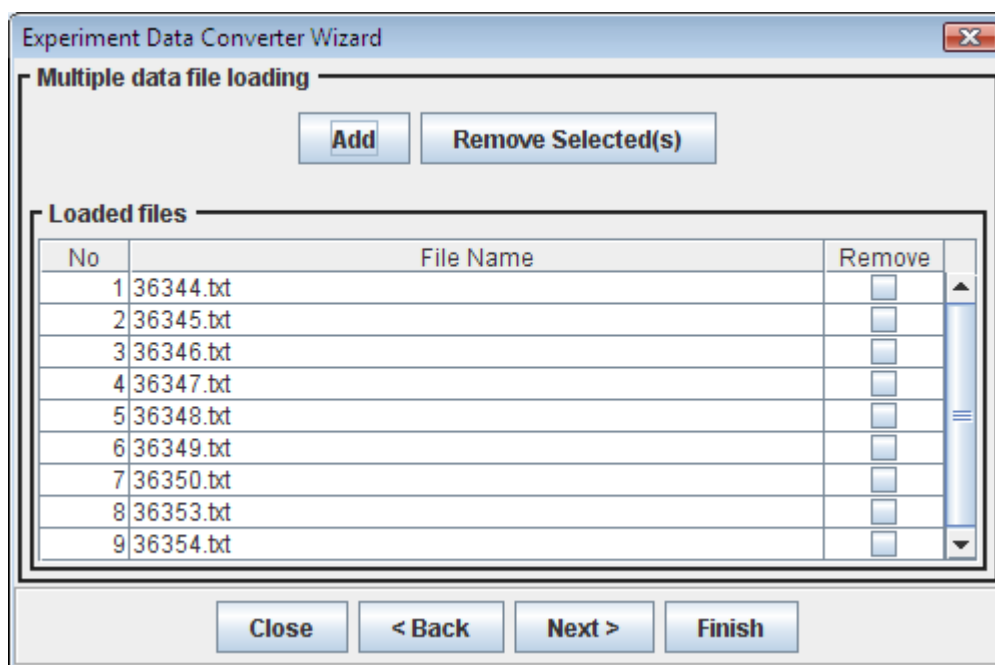 Experiment Data Converter Wizard
Multiple data file loading
Add Remove Selected(s)
Loaded files
No File Name Remove
1 36344.txt
2 36345.txt
3 36346.txt
4 36347.txt
5 36348.txt
6 36349.txt
7 36350.txt
8 36353.txt
9 36354.txt
Close < Back Next > Finish